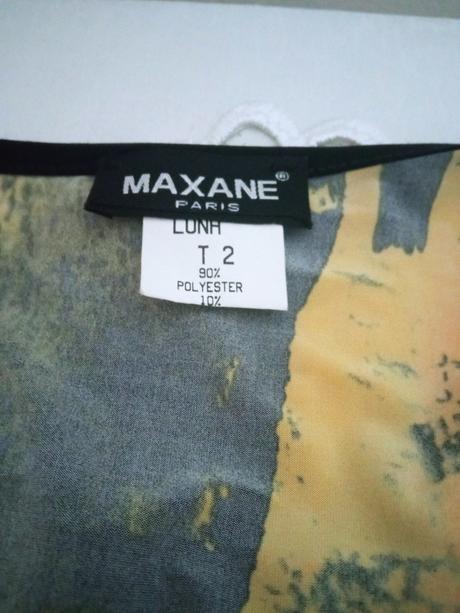 MAXANE®
PARIS
LUNA
T 2
90%
POLYESTER
10%